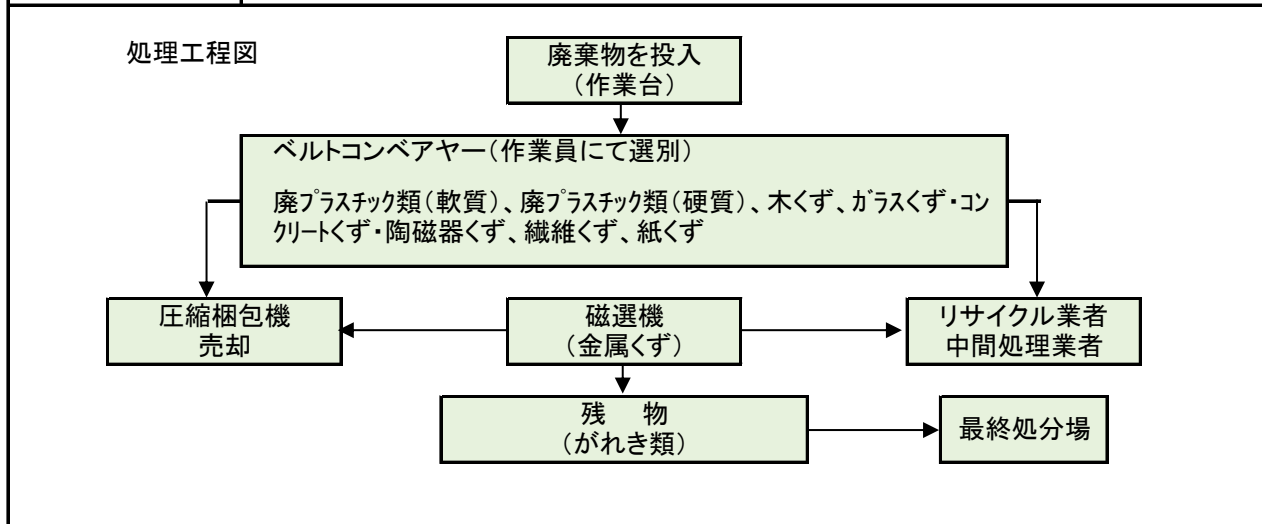 処理工程図
廃棄物を投入
(作業台)
ベルトコンベアヤー(作業員にて選別)
廃プラスチック類(軟質)、廃プラスチック類(硬質)、木くず、ガラスくず・コン
クリートくず・陶磁器くず、繊維くず、紙くず
圧縮梱包機
売却
磁選機
(金属くず)
リサイクル業者
中間処理業者
残 物
(がれき類)
最終処分場